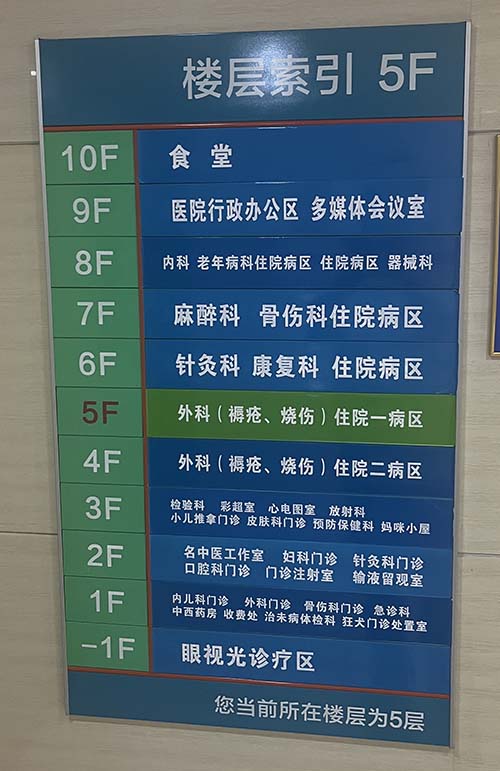 楼层索引 5F
10F 食 堂
9F 医院行政办公区 多媒体会议室
8F 内科 老年病科住院病区 住院病区 器械科
7F 麻醉科 骨伤科住院病区
6F 针灸科 康复科 住院病区
5F 外科（褥疮、烧伤）住院一病区
4F 外科（褥疮、烧伤）住院二病区
3F 检验科 彩超室 心电图室 放射科
小儿推拿门诊 皮肤科门诊 预防保健科 妈咪小屋
2F 名中医工作室 妇科门诊 针灸科门诊
口腔科门诊 门诊注射室 输液留观室
1F 内儿科门诊 外科门诊 骨伤科门诊 急诊科
中西药房 收费处 治未病体检科 狂犬门诊处置室
-1F 眼视光诊疗区
您当前所在楼层为5层